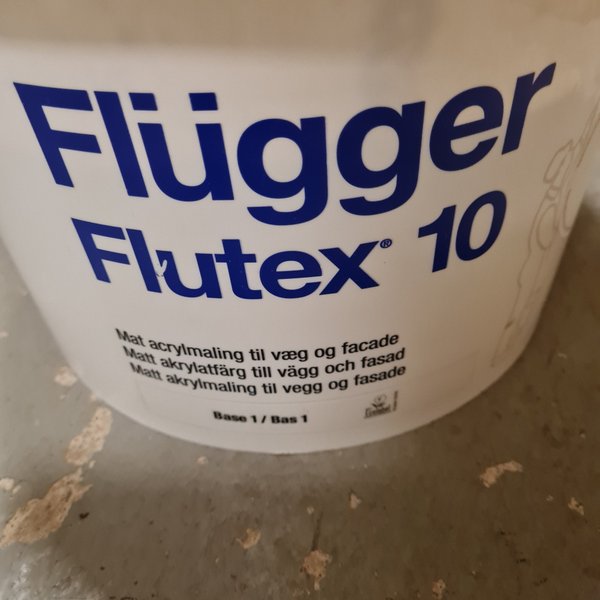 Flügger
Flutex® 10
Mat acrylmaling til væg og facade
Matt akrylatfärg till vägg och fasad
Matt akrylmaling til vegg og fasade
Base 1 / Bas 1